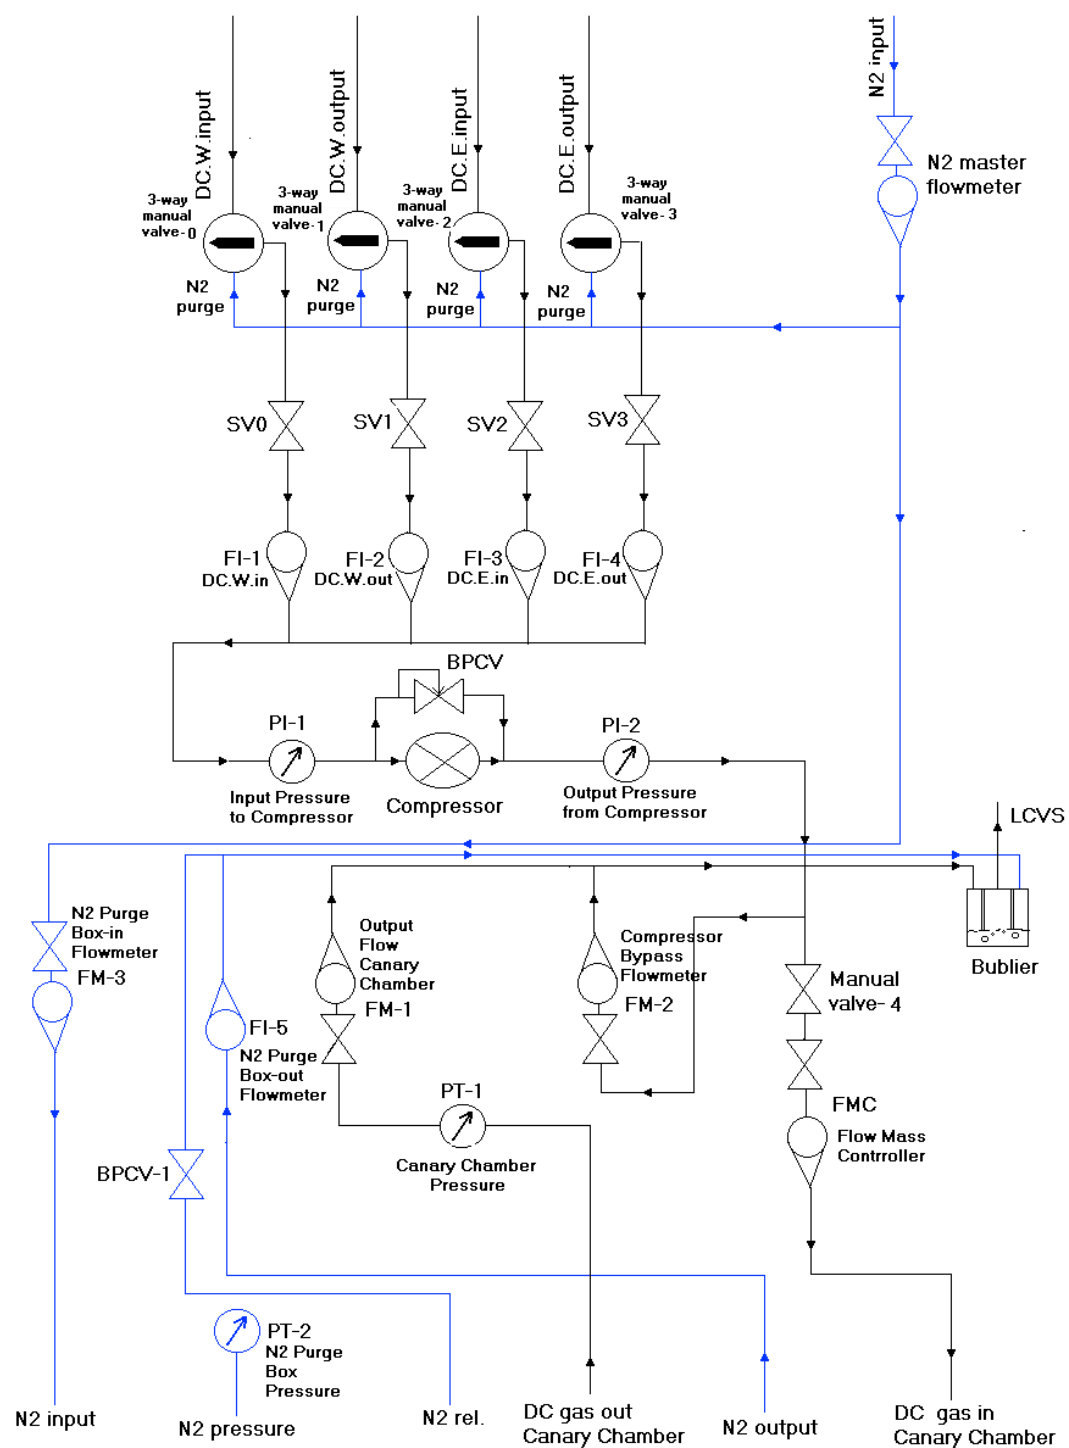 DC.W.input
DC.W.output
DC.E.input
DC.E.output
N2 input
3-way
manual
valve-0
3-way
manual
valve-1
3-way
manual
valve-2
3-way
manual
valve-3
N2 master
flowmeter
N2
purge
N2
purge
N2
purge
N2
purge
SV0
SV1
SV2
SV3
FI-1
DC.W.in
FI-2
DC.W.out
FI-3
DC.E.in
FI-4
DC.E.out
BPCV
PI-1
PI-2
Input Pressure
to Compressor
Compressor
Output Pressure
from Compressor
LCVS
N2 Purge
Box-in
Flowmeter
FM-3
Output
Flow
Canary
Chamber
FM-1
Compressor
Bypass
Flowmeter
FM-2
Manual
valve-4
Bublier
FI-5
N2 Purge
Box-out
Flowmeter
PT-1
Canary Chamber
Pressure
FMC
Flow Mass
Contrroller
BPCV-1
PT-2
N2 Purge
Box
Pressure
N2 input
N2 pressure
N2 rel.
DC gas out
Canary Chamber
N2 output
DC gas in
Canary Chamber